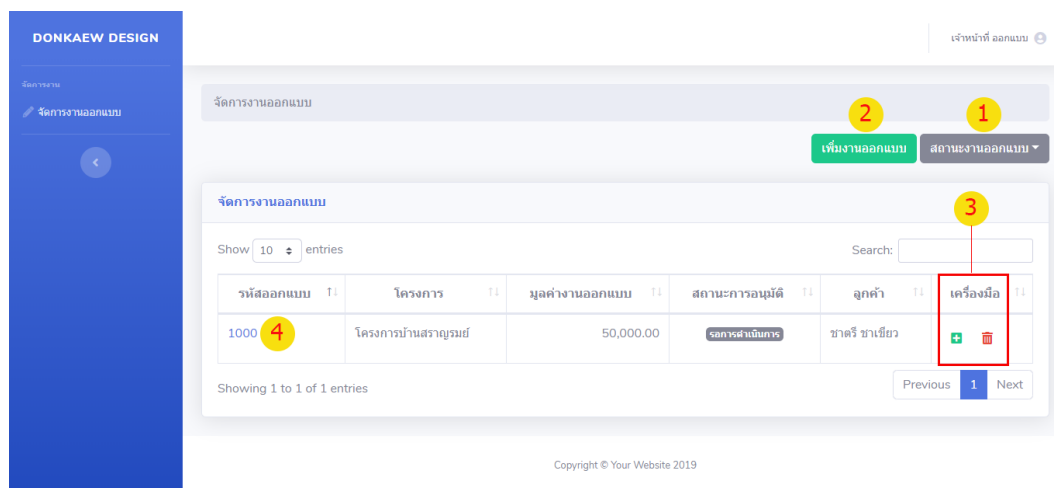 DONKAEW DESIGN
เจ้าหน้าที่ ออกแบบ
จัดการงาน
จัดการงานออกแบบ
จัดการงานออกแบบ
2
1
เพิ่มงานออกแบบ
สถานะงานออกแบบ
จัดการงานออกแบบ
3
Show 10 entries
Search:
รหัสออกแบบ โครงการ มูลค่างานออกแบบ สถานะการอนุมัติ ลูกค้า เครื่องมือ
1000 4 โครงการบ้านสราญรมย์ 50,000.00 รอการดำเนินการ ชาตรี ชาเขียว
Showing 1 to 1 of 1 entries
Previous 1 Next
Copyright © Your Website 2019